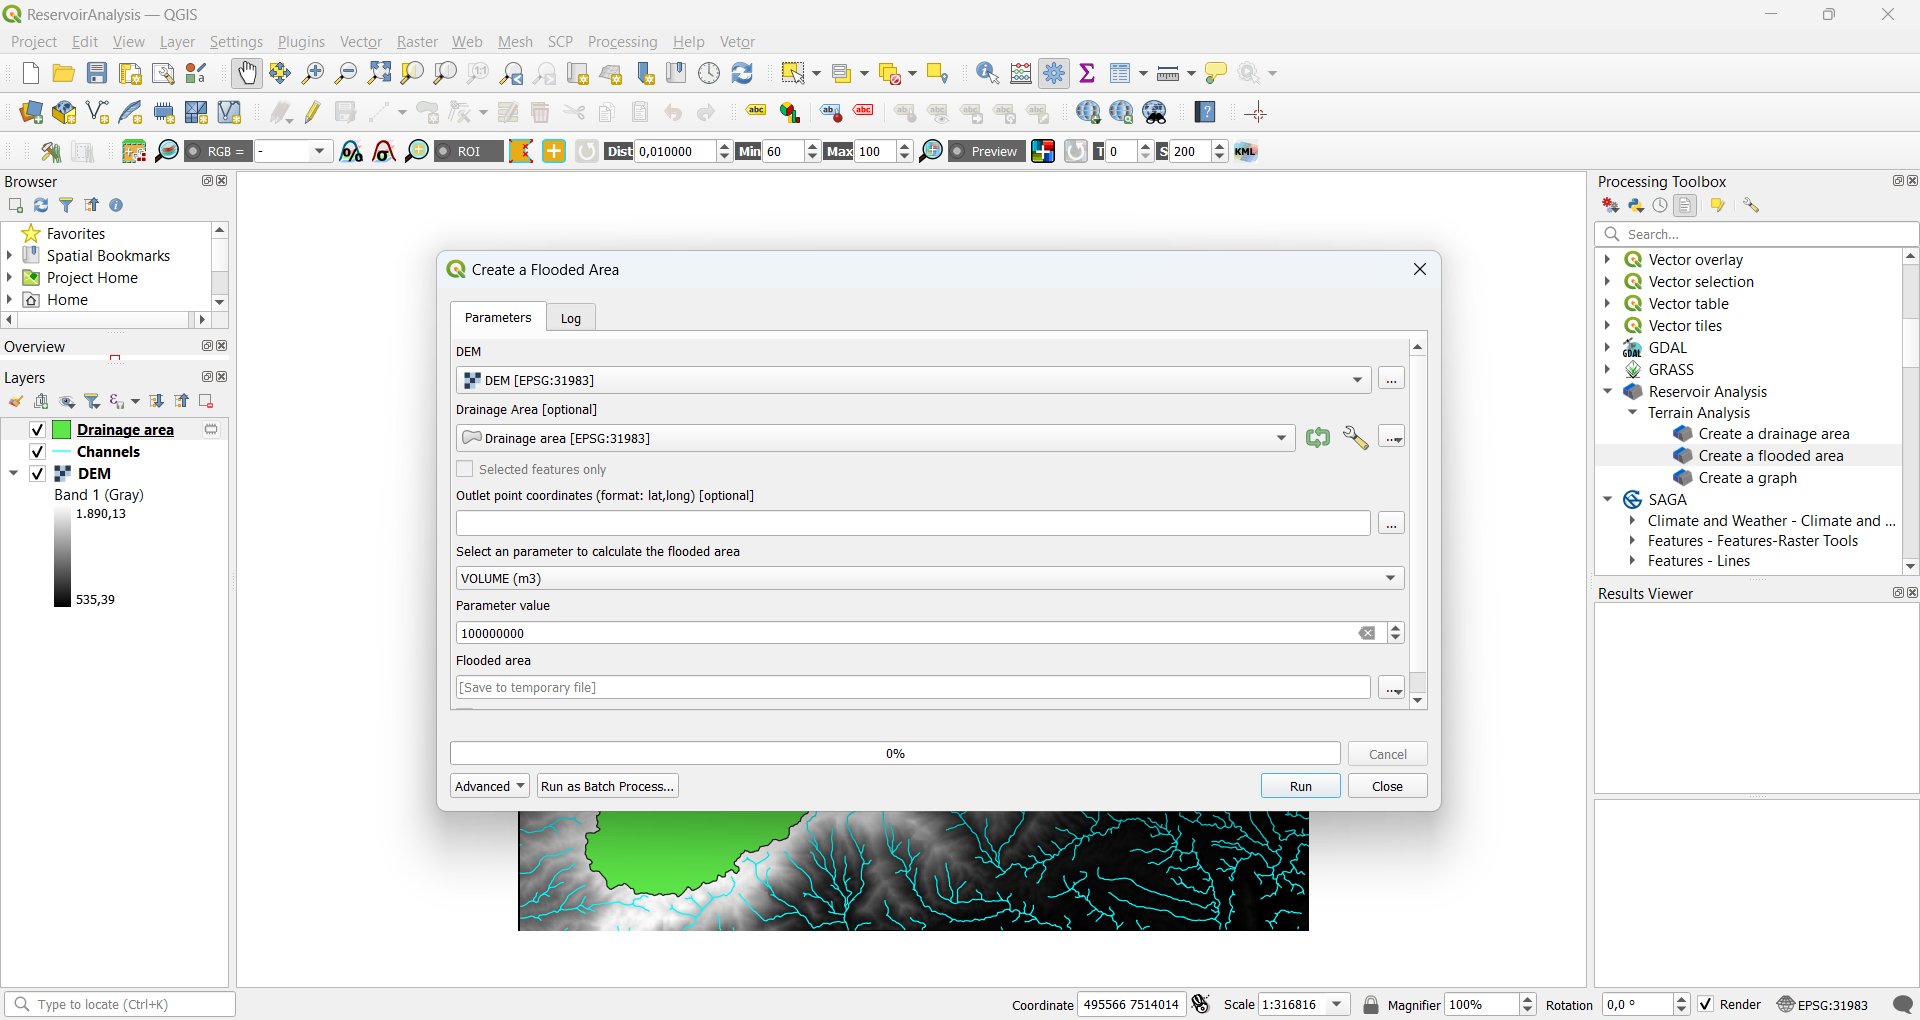 ReservoirAnalysis — QGIS
Project Edit View Layer Settings Plugins Vector Raster Web Mesh SCP Processing Help Vetor
RGB = - ROI Dist 0,010000 Min 60 Max 100 Preview T 0 S 200 KML
Browser
Favorites
Spatial Bookmarks
Project Home
Home
Overview
Layers
Drainage area
Channels
DEM
Band 1 (Gray)
1.890,13
535,39
Create a Flooded Area
Parameters Log
DEM
DEM [EPSG:31983]
...
Drainage Area [optional]
Drainage area [EPSG:31983]
...
Selected features only
Outlet point coordinates (format: lat,long) [optional]
...
Select an parameter to calculate the flooded area
VOLUME (m3)
Parameter value
100000000
Flooded area
[Save to temporary file]
...
0%
Cancel
Advanced
Run as Batch Process...
Run
Close
Processing Toolbox
Search...
Vector overlay
Vector selection
Vector table
Vector tiles
GDAL
GRASS
Reservoir Analysis
Terrain Analysis
Create a drainage area
Create a flooded area
Create a graph
SAGA
Climate and Weather - Climate and ...
Features - Features-Raster Tools
Features - Lines
Results Viewer
Type to locate (Ctrl+K)
Coordinate 495566 7514014 Scale 1:316816 Magnifier 100% Rotation 0,0 ° Render EPSG:31983